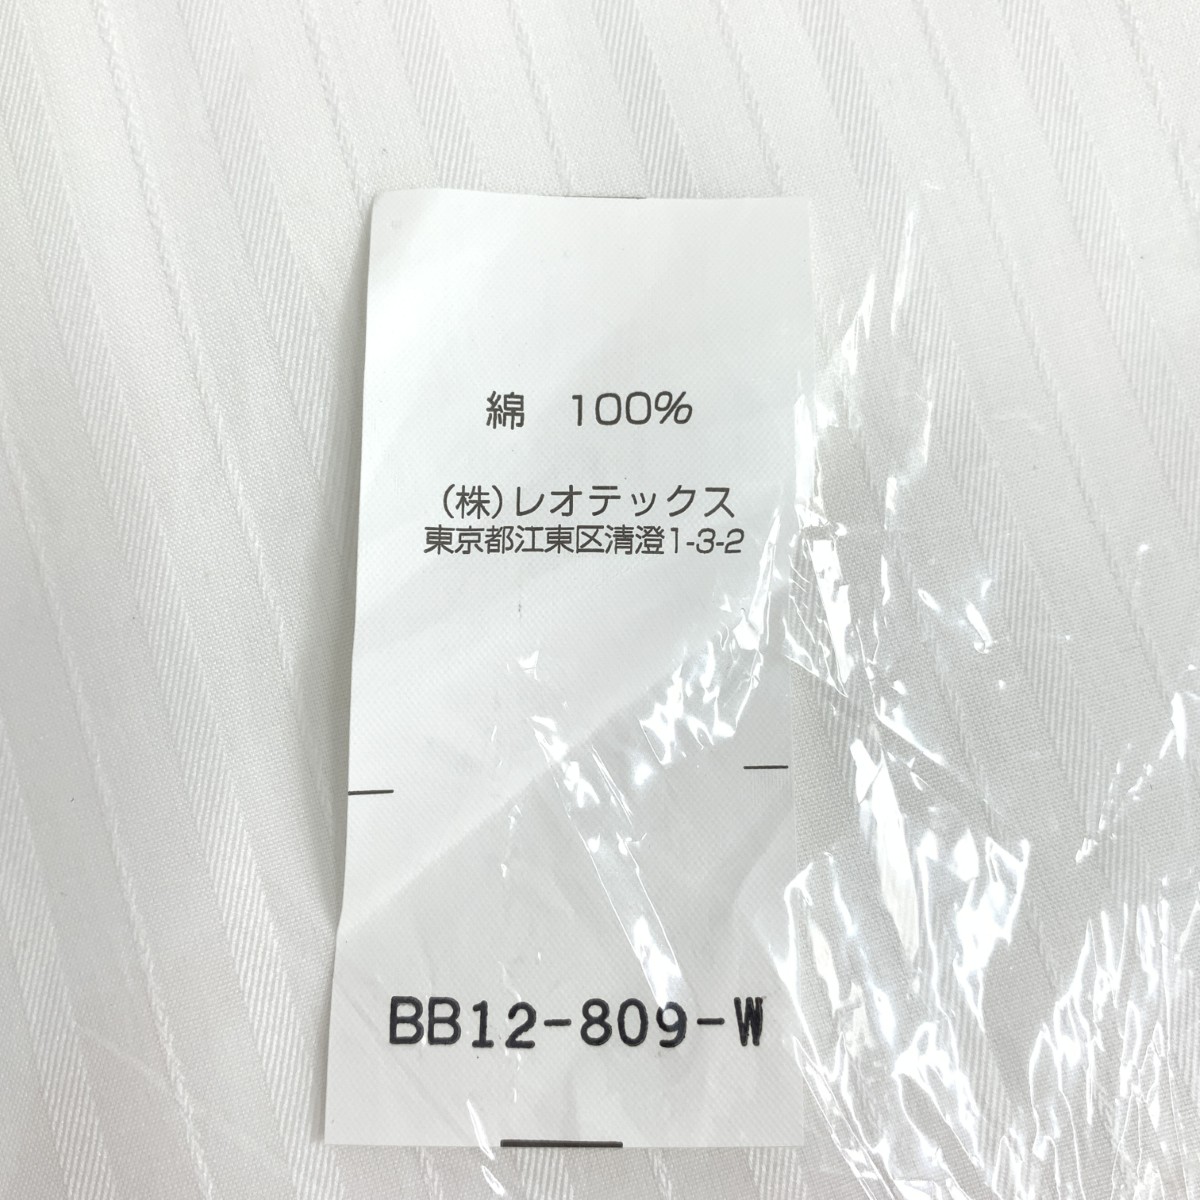 綿　100%
(株)レオテックス
東京都江東区清澄1-3-2
BB12-809-W